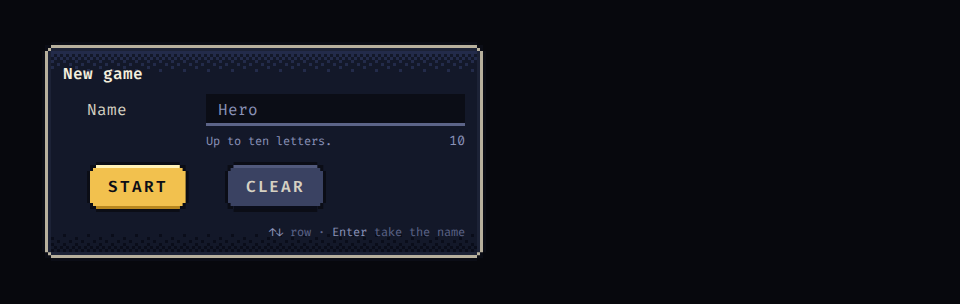 New game
Name Hero
Up to ten letters. 10
START CLEAR
↑↓ row · Enter take the name